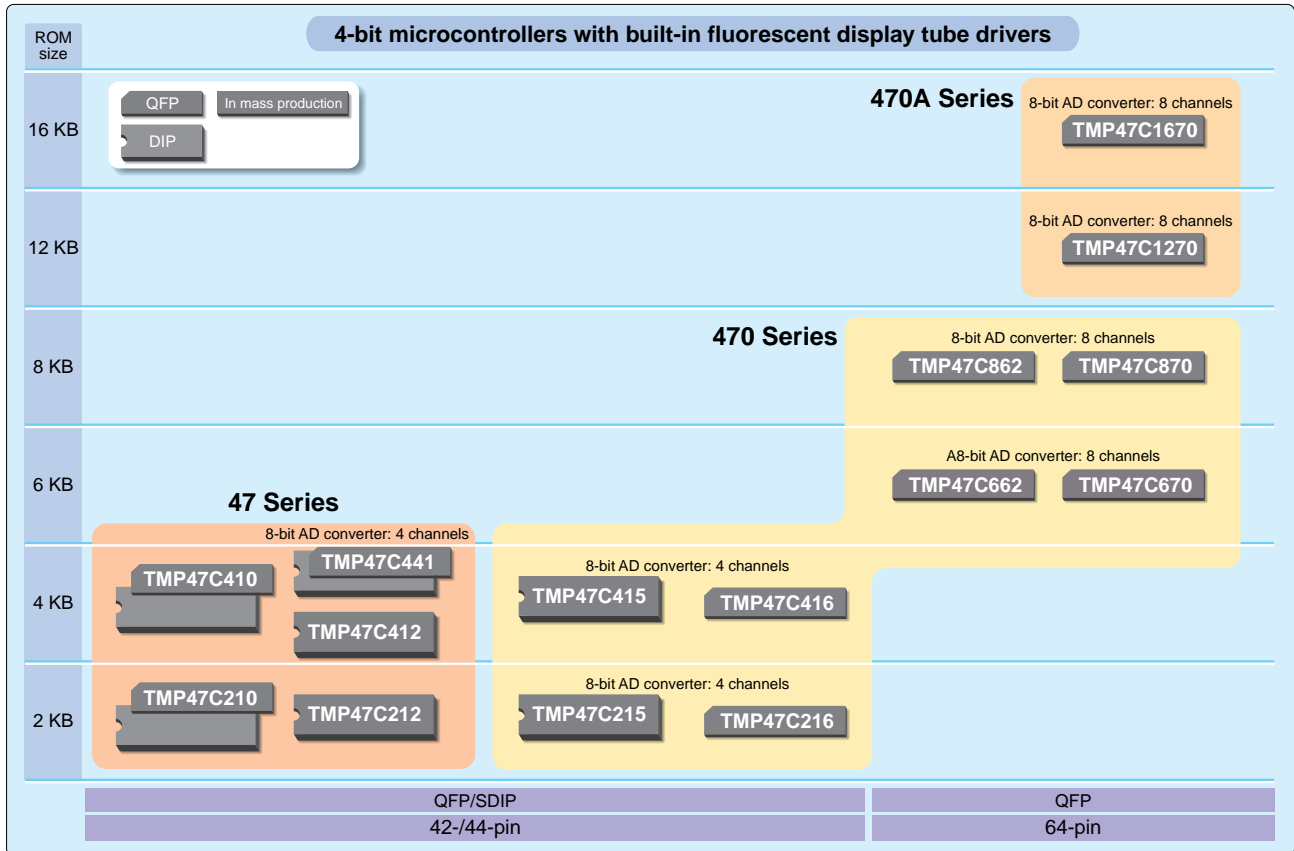 ROM
size
4-bit microcontrollers with built-in fluorescent display tube drivers
QFP
In mass production
DIP
16 KB
470A Series
8-bit AD converter: 8 channels
TMP47C1670
12 KB
8-bit AD converter: 8 channels
TMP47C1270
470 Series
8 KB
8-bit AD converter: 8 channels
TMP47C862
TMP47C870
6 KB
A8-bit AD converter: 8 channels
TMP47C662
TMP47C670
47 Series
8-bit AD converter: 4 channels
4 KB
TMP47C410
TMP47C441
TMP47C412
8-bit AD converter: 4 channels
TMP47C415
TMP47C416
2 KB
TMP47C210
TMP47C212
8-bit AD converter: 4 channels
TMP47C215
TMP47C216
QFP/SDIP
QFP
42-/44-pin
64-pin